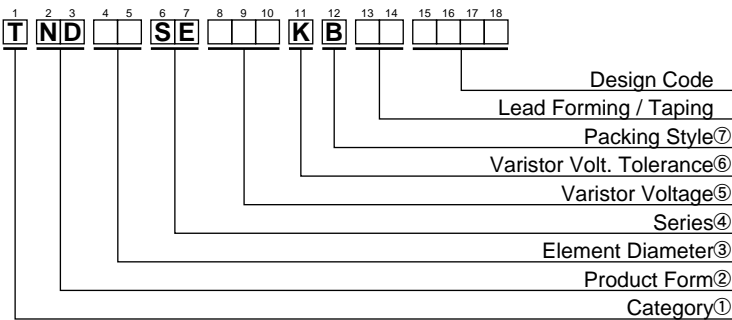 1 2 3 4 5 6 7 8 9 10 11 12 13 14 15 16 17 18
T N D S E K B
Design Code
Lead Forming / Taping
Packing Style⑦
Varistor Volt. Tolerance⑥
Varistor Voltage⑤
Series④
Element Diameter③
Product Form②
Category①